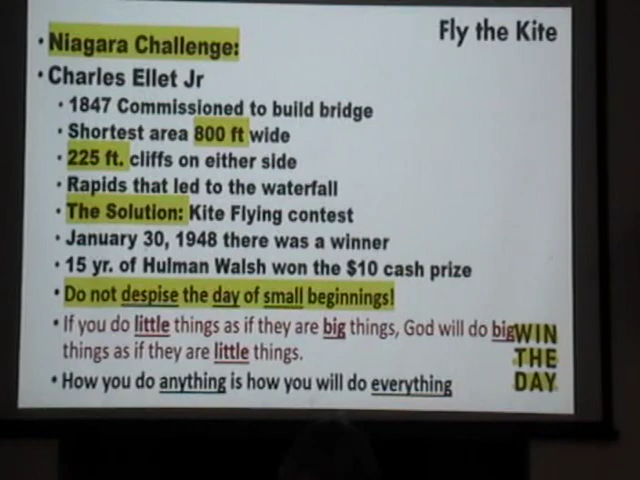 Fly the Kite
• Niagara Challenge:
• Charles Ellet Jr
• 1847 Commissioned to build bridge
• Shortest area 800 ft wide
• 225 ft. cliffs on either side
• Rapids that led to the waterfall
• The Solution: Kite Flying contest
• January 30, 1948 there was a winner
• 15 yr. of Hulman Walsh won the $10 cash prize
• Do not despise the day of small beginnings!
• If you do little things as if they are big things, God will do big
things as if they are little things.
• How you do anything is how you will do everything
WIN
THE
DAY